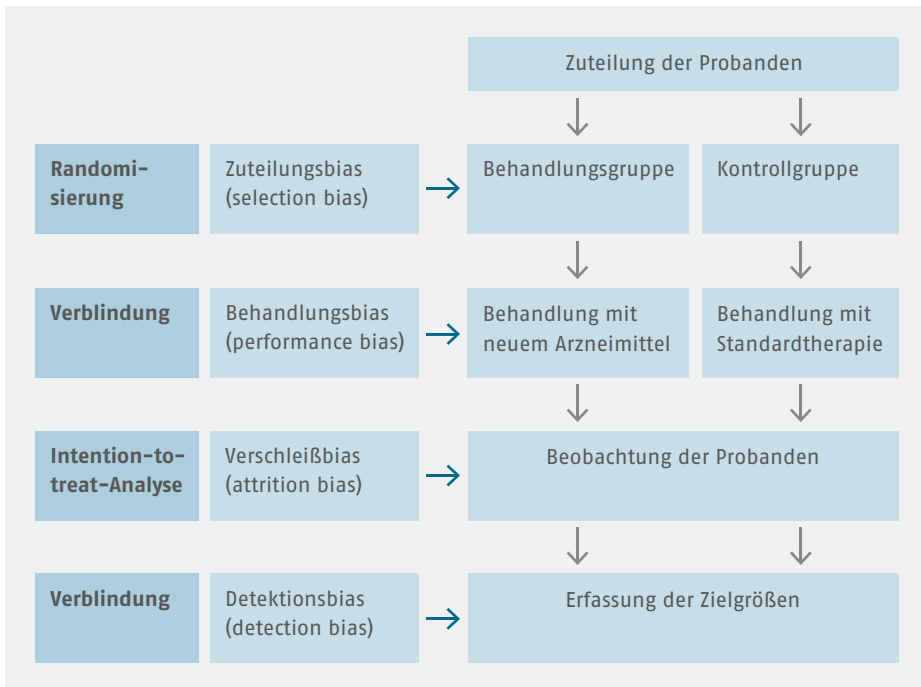 Zuteilung der Probanden
Randomi-
sierung
Zuteilungsbias
(selection bias)
Behandlungsgruppe
Kontrollgruppe
Verblindung
Behandlungsbias
(performance bias)
Behandlung mit
neuem Arzneimittel
Behandlung mit
Standardtherapie
Intention-to-
treat-Analyse
Verschleißbias
(attrition bias)
Beobachtung der Probanden
Verblindung
Detektionsbias
(detection bias)
Erfassung der Zielgrößen